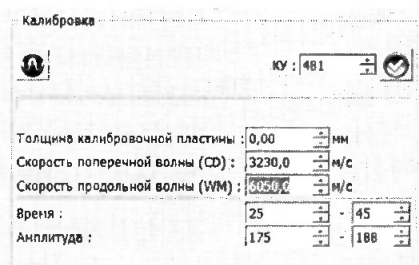 Калибровка
КУ : 481
Толщина калибровочной пластины : 0,00 мм
Скорость поперечной волны (CD) : 3230,0 м/с
Скорость продольной волны (WM) : 6050,0 м/с
Время : 25 - 45
Амплитуда : 175 - 188